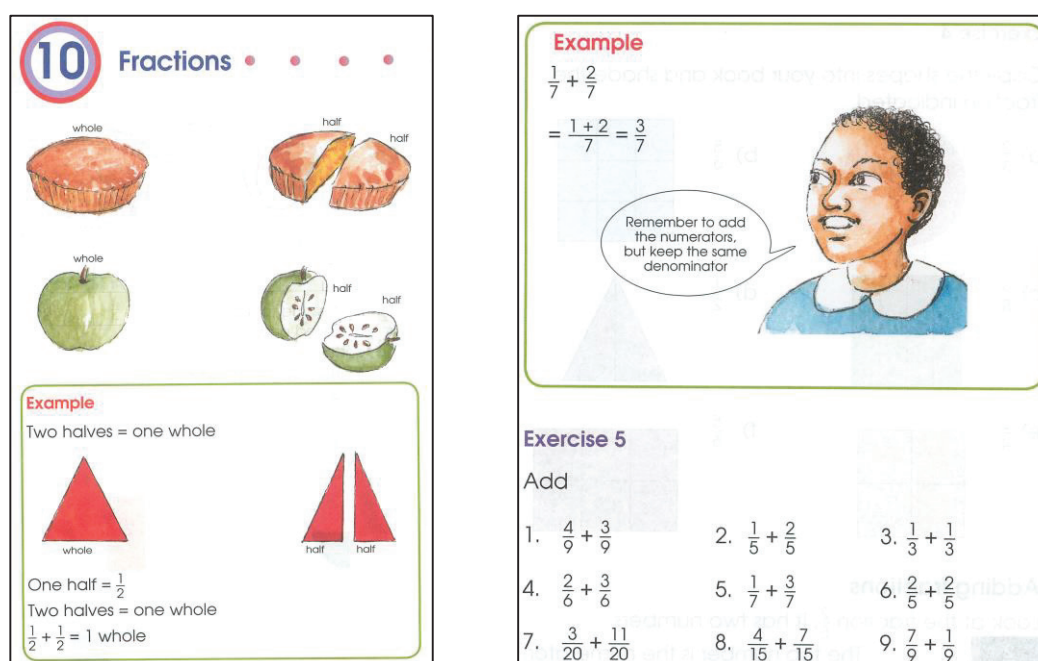 10 Fractions
whole
half
half
whole
half
half
Example
Two halves = one whole
whole
half half
One half = 1/2
Two halves = one whole
1/2 + 1/2 = 1 whole
Example
1/7 + 2/7
= 1 + 2/7 = 3/7
Remember to add
the numerators,
but keep the same
denominator
Exercise 5
Add
1. 4/9 + 3/9 2. 1/5 + 2/5 3. 1/3 + 1/3
4. 2/6 + 3/6 5. 1/7 + 3/7 6. 2/5 + 2/5
7. 3/20 + 11/20 8. 4/15 + 7/15 9. 7/9 + 1/9